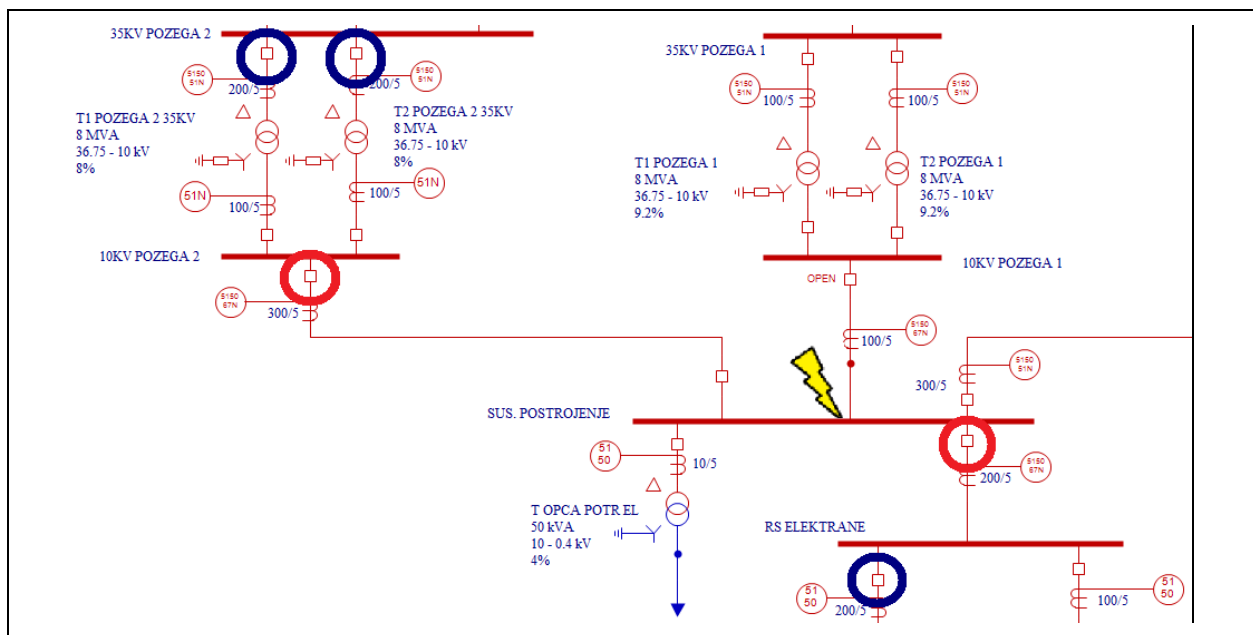 35KV POZEGA 2
5150
51N
200/5
5150
51N
200/5
T1 POZEGA 2 35KV
8 MVA
36.75 - 10 kV
8%
T2 POZEGA 2 35KV
8 MVA
36.75 - 10 kV
8%
51N
100/5
51N
100/5
10KV POZEGA 2
5150
67N
300/5
35KV POZEGA 1
5150
51N
100/5
5150
51N
100/5
T1 POZEGA 1
8 MVA
36.75 - 10 kV
9.2%
T2 POZEGA 1
8 MVA
36.75 - 10 kV
9.2%
10KV POZEGA 1
OPEN
5150
67N
100/5
300/5
5150
51N
SUS. POSTROJENJE
51
50
10/5
5150
67N
200/5
T OPCA POTR EL
50 kVA
10 - 0.4 kV
4%
RS ELEKTRANE
51
50
200/5
51
50
100/5